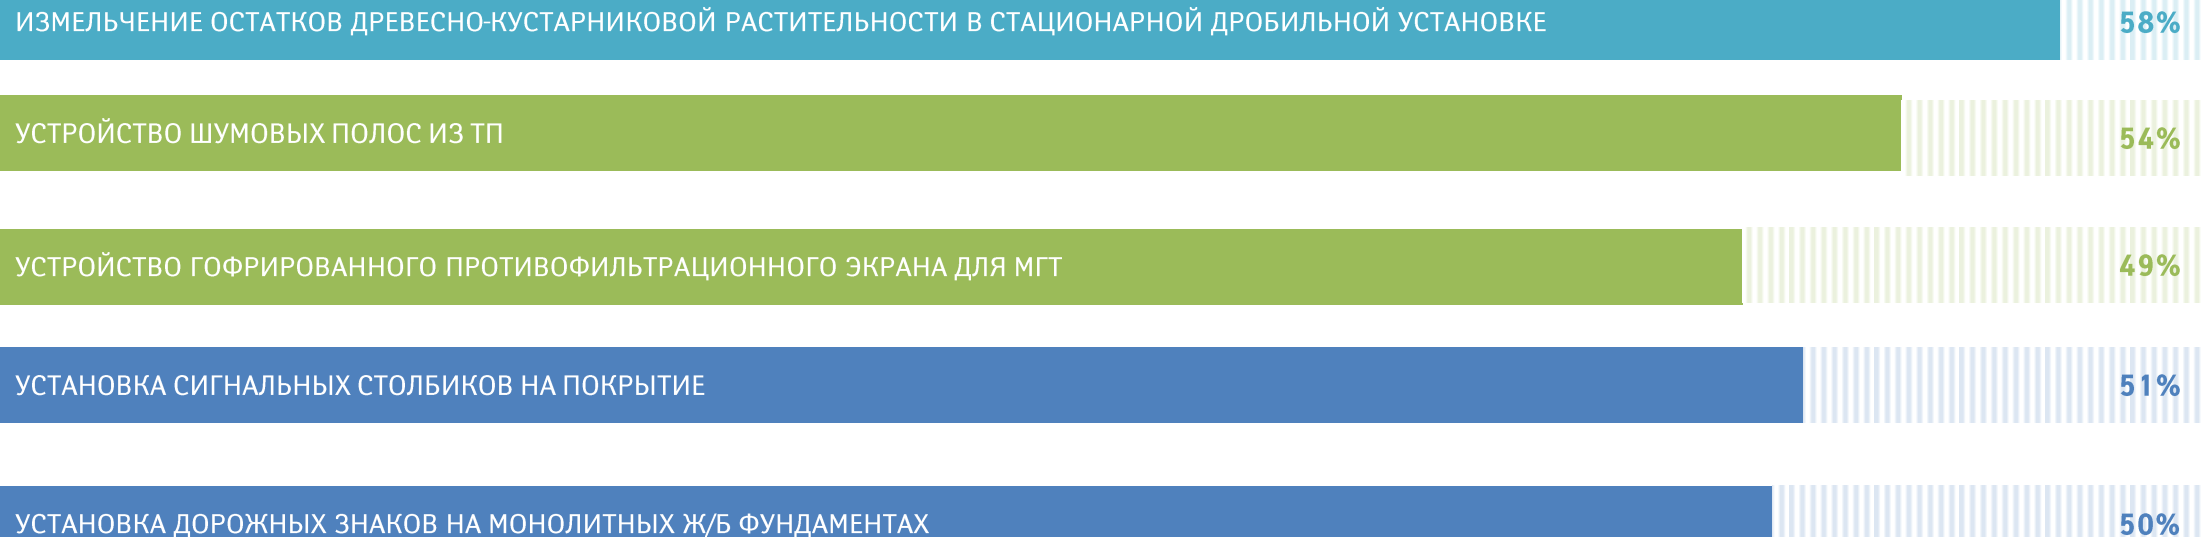 ИЗМЕЛЬЧЕНИЕ ОСТАТКОВ ДРЕВЕСНО-КУСТАРНИКОВОЙ РАСТИТЕЛЬНОСТИ В СТАЦИОНАРНОЙ ДРОБИЛЬНОЙ УСТАНОВКЕ 58%
УСТРОЙСТВО ШУМОВЫХ ПОЛОС ИЗ ТП 54%
УСТРОЙСТВО ГОФРИРОВАННОГО ПРОТИВОФИЛЬТРАЦИОННОГО ЭКРАНА ДЛЯ МГТ 49%
УСТАНОВКА СИГНАЛЬНЫХ СТОЛБИКОВ НА ПОКРЫТИЕ 51%
УСТАНОВКА ДОРОЖНЫХ ЗНАКОВ НА МОНОЛИТНЫХ Ж/Б ФУНДАМЕНТАХ 50%